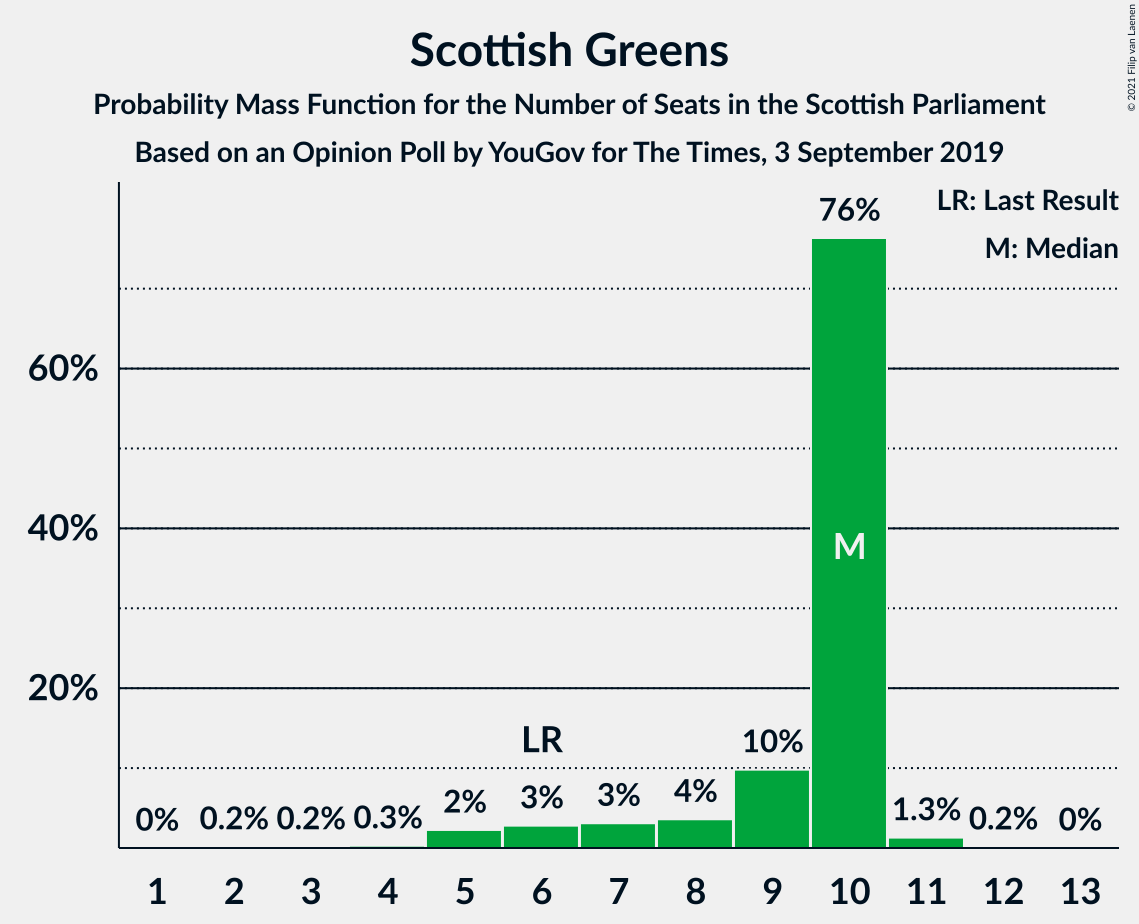 © 2021 Filip van Laenen
Scottish Greens
Probability Mass Function for the Number of Seats in the Scottish Parliament
Based on an Opinion Poll by YouGov for The Times, 3 September 2019
LR: Last Result
M: Median
76%
60%
40%
20%
M
LR
0% 0.2% 0.2% 0.3% 2% 3% 3% 4% 10% 1.3% 0.2% 0%
1 2 3 4 5 6 7 8 9 10 11 12 13